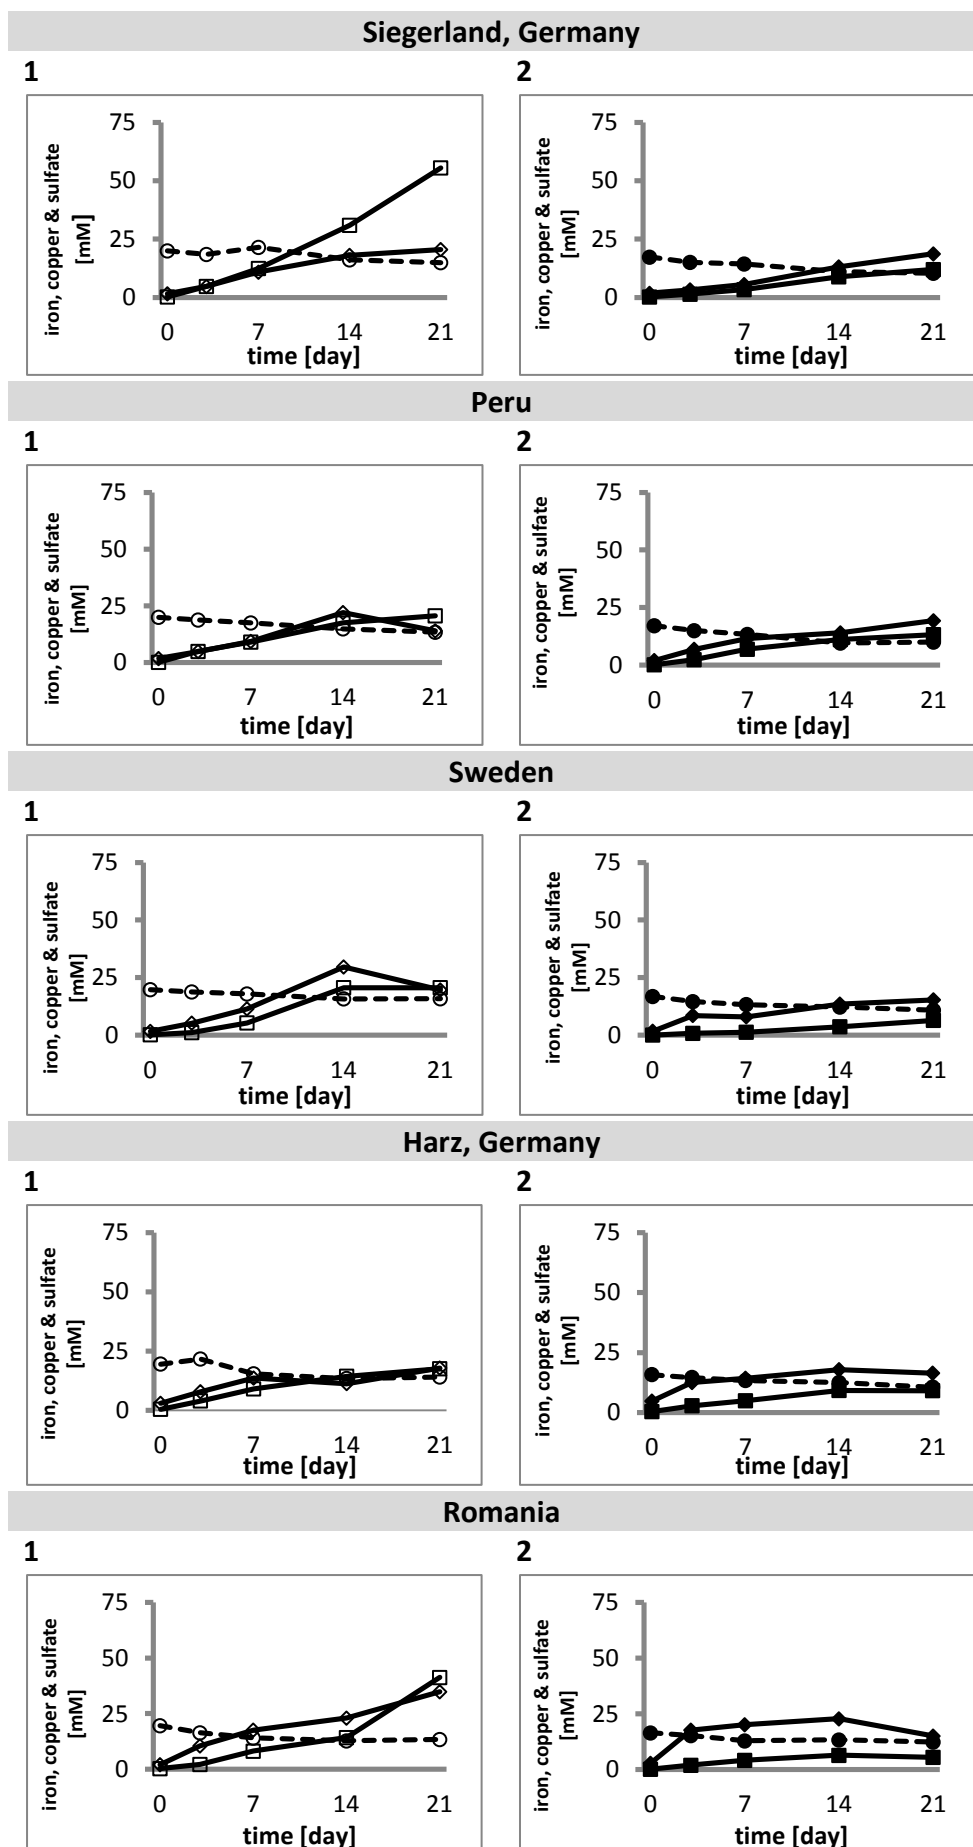 Siegerland, Germany
1 2
iron, copper & sulfate
[mM]
75
50
25
0
0 7 14 21
time [day]
iron, copper & sulfate
[mM]
75
50
25
0
0 7 14 21
time [day]
Peru
1 2
iron, copper & sulfate
[mM]
75
50
25
0
0 7 14 21
time [day]
iron, copper & sulfate
[mM]
75
50
25
0
0 7 14 21
time [day]
Sweden
1 2
iron, copper & sulfate
[mM]
75
50
25
0
0 7 14 21
time [day]
iron, copper & sulfate
[mM]
75
50
25
0
0 7 14 21
time [day]
Harz, Germany
1 2
iron, copper & sulfate
[mM]
75
50
25
0
0 7 14 21
time [day]
iron, copper & sulfate
[mM]
75
50
25
0
0 7 14 21
time [day]
Romania
1 2
iron, copper & sulfate
[mM]
75
50
25
0
0 7 14 21
time [day]
iron, copper & sulfate
[mM]
75
50
25
0
0 7 14 21
time [day]